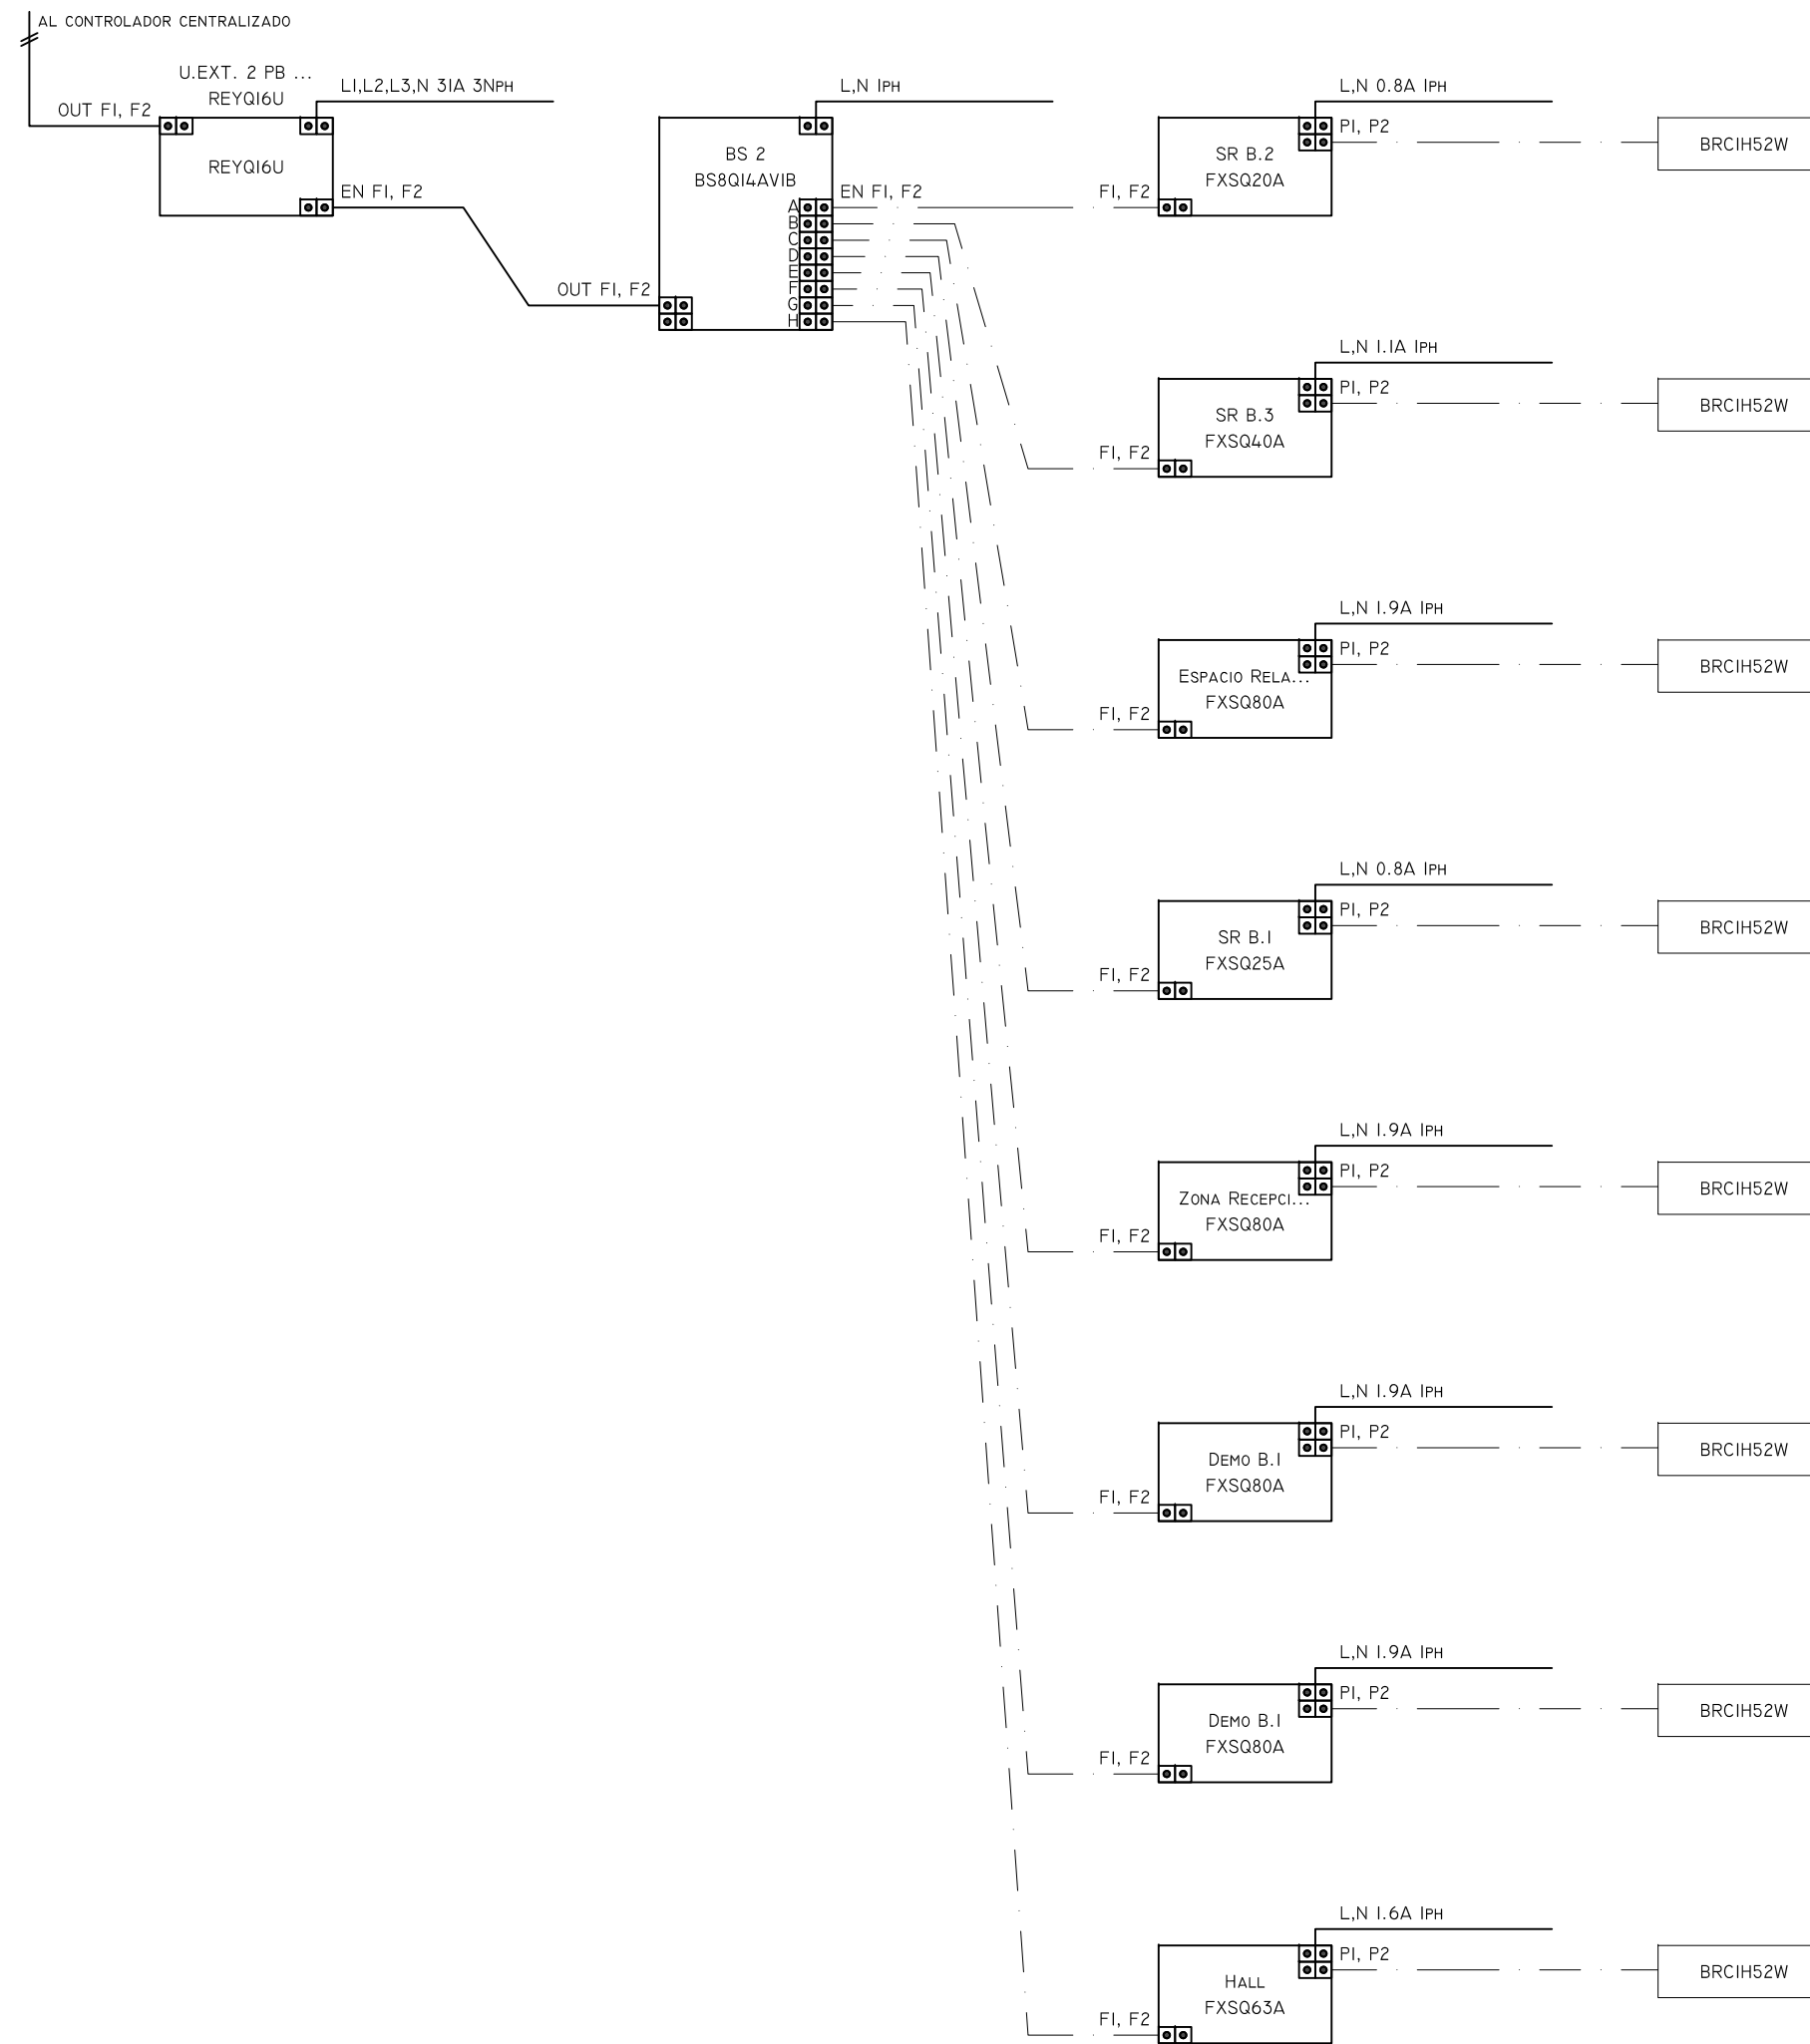 AL CONTROLADOR CENTRALIZADO
U.EXT. 2 PB ...
REYQ16U
L1,L2,L3,N 31A 3NPH
OUT F1, F2
REYQ16U
EN F1, F2
L,N 1PH
BS 2
BS8Q14AV1B
EN F1, F2
A
B
C
D
E
F
G
H
OUT F1, F2
L,N 0.8A 1PH
P1, P2
SR B.2
FXSQ20A
F1, F2
BRC1H52W
L,N 1.1A 1PH
P1, P2
SR B.3
FXSQ40A
F1, F2
BRC1H52W
L,N 1.9A 1PH
P1, P2
ESPACIO RELA...
FXSQ80A
F1, F2
BRC1H52W
L,N 0.8A 1PH
P1, P2
SR B.1
FXSQ25A
F1, F2
BRC1H52W
L,N 1.9A 1PH
P1, P2
ZONA RECEPCI...
FXSQ80A
F1, F2
BRC1H52W
L,N 1.9A 1PH
P1, P2
DEMO B.1
FXSQ80A
F1, F2
BRC1H52W
L,N 1.9A 1PH
P1, P2
DEMO B.1
FXSQ80A
F1, F2
BRC1H52W
L,N 1.6A 1PH
P1, P2
HALL
FXSQ63A
F1, F2
BRC1H52W